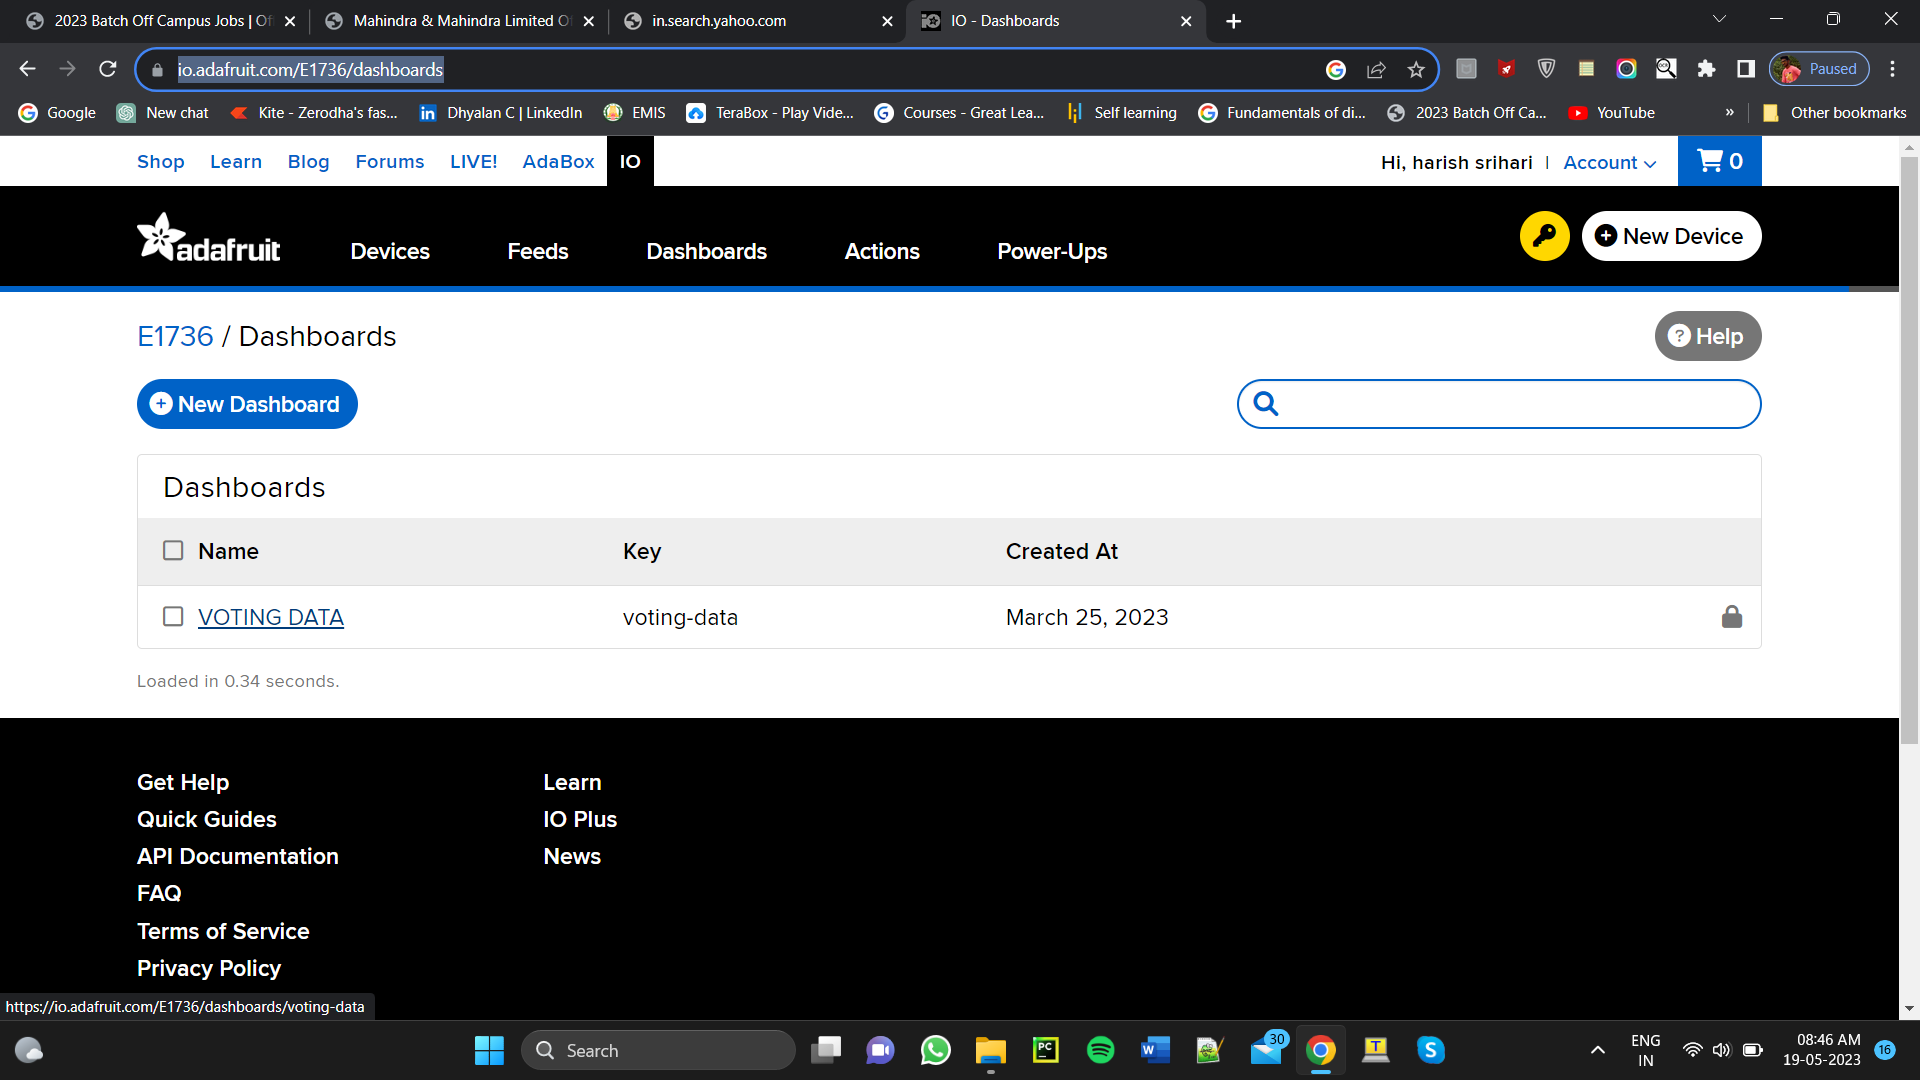 2023 Batch Off Campus Jobs | Of
Mahindra & Mahindra Limited O
in.search.yahoo.com
IO - Dashboards
io.adafruit.com/E1736/dashboards
Paused
Google
New chat
Kite - Zerodha's fas...
Dhyalan C | LinkedIn
EMIS
TeraBox - Play Vide...
Courses - Great Lea...
Self learning
Fundamentals of di...
2023 Batch Off Ca...
YouTube
»
Other bookmarks
Shop Learn Blog Forums LIVE! AdaBox IO
Hi, harish srihari | Account
0
adafruit
Devices Feeds Dashboards Actions Power-Ups
New Device
E1736 / Dashboards
Help
New Dashboard
Dashboards
Name Key Created At
VOTING DATA voting-data March 25, 2023
Loaded in 0.34 seconds.
Get Help
Quick Guides
API Documentation
FAQ
Terms of Service
Privacy Policy
Learn
IO Plus
News
https://io.adafruit.com/E1736/dashboards/voting-data
Search
PC
W
30
T
S
ENG
IN
08:46 AM
19-05-2023
16